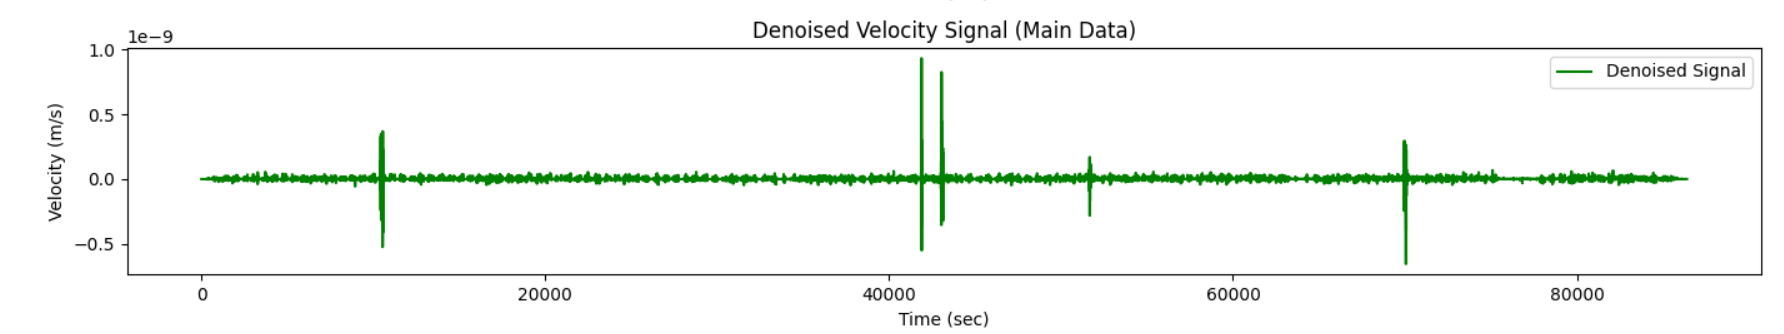 Denoised Velocity Signal (Main Data)
1e−9
1.0
0.5
0.0
−0.5
Velocity (m/s)
Denoised Signal
0
20000
40000
60000
80000
Time (sec)